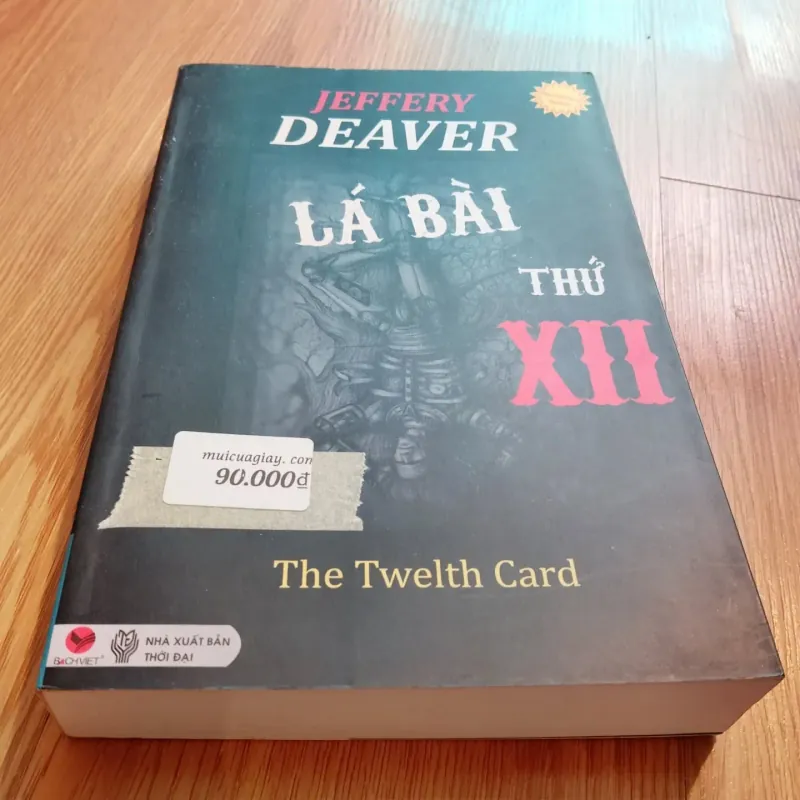 JEFFERY
DEAVER
LÁ BÀI
THỨ
XII
muicuagiay. com
90.000đ
The Twelth Card
BACHVIET
NHÀ XUẤT BẢN
THỜI ĐẠI